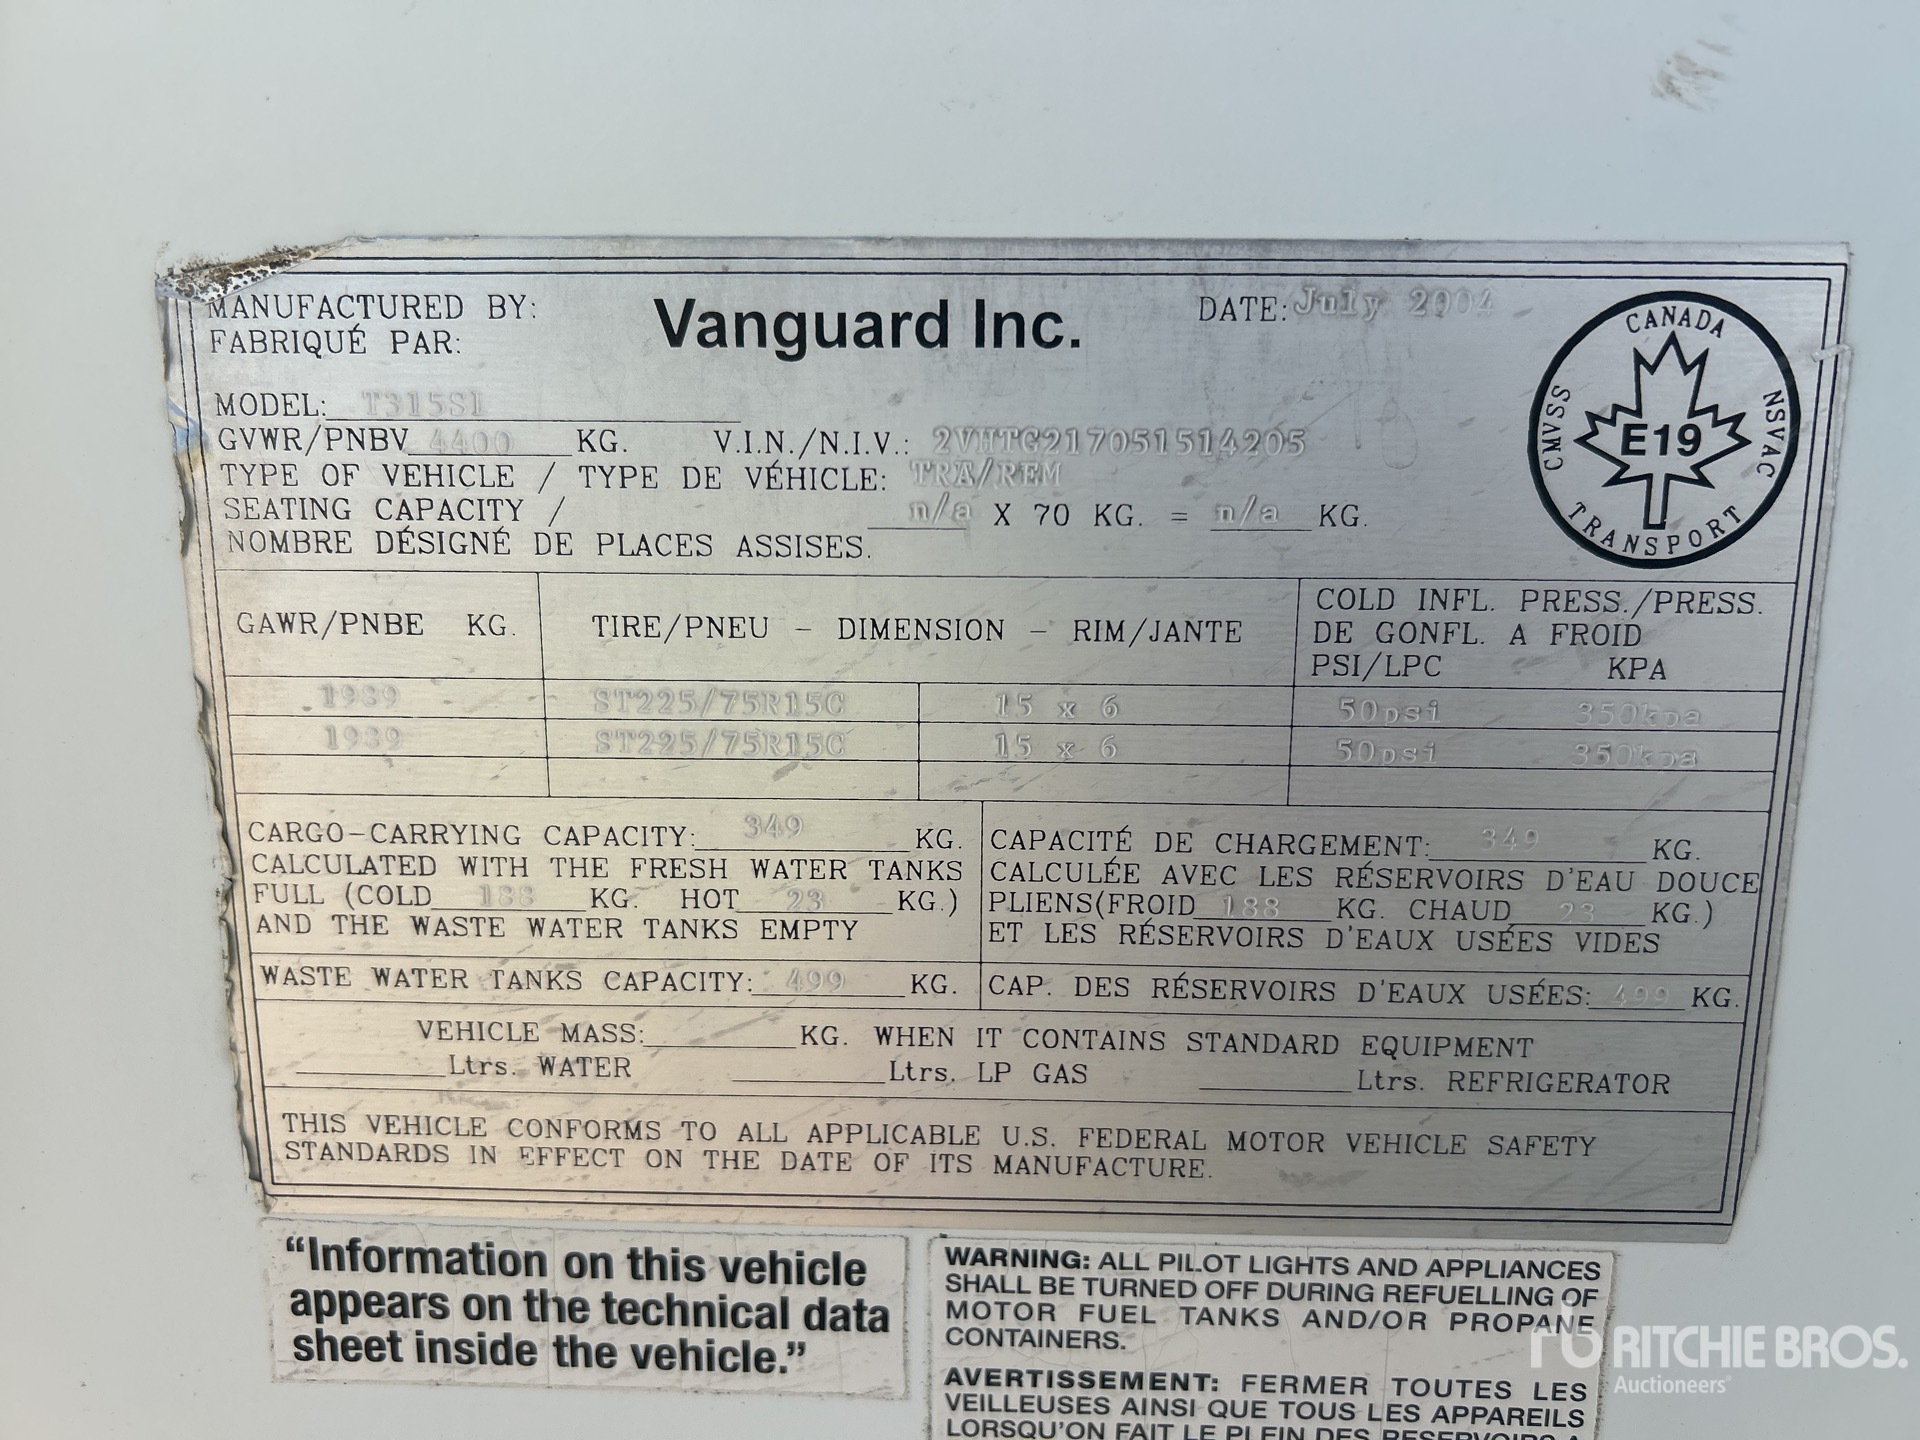 MANUFACTURED BY:
FABRIQUÉ PAR:
Vanguard Inc.
DATE: July 2004
MODEL: T315SI
GVWR/PNBV 4400 KG. V.I.N./N.I.V.: 2VHTG217051514205
TYPE OF VEHICLE / TYPE DE VÉHICLE: TRA/REM
SEATING CAPACITY / n/a X 70 KG. = n/a KG.
NOMBRE DÉSIGNÉ DE PLACES ASSISES.
CANADA
CMVSS
NSVAC
E19
TRANSPORT
GAWR/PNBE KG.
TIRE/PNEU - DIMENSION - RIM/JANTE
COLD INFL. PRESS./PRESS.
DE GONFL. A FROID
PSI/LPC KPA
1989 ST225/75R15C 15 x 6 50psi 350kpa
1989 ST225/75R15C 15 x 6 50psi 350kpa
CARGO-CARRYING CAPACITY: 349 KG.
CALCULATED WITH THE FRESH WATER TANKS
FULL (COLD 188 KG. HOT 23 KG.)
AND THE WASTE WATER TANKS EMPTY
CAPACITÉ DE CHARGEMENT: 349 KG.
CALCULÉE AVEC LES RÉSERVOIRS D'EAU DOUCE
PLIENS(FROID 188 KG. CHAUD 23 KG.)
ET LES RÉSERVOIRS D'EAUX USÉES VIDES
WASTE WATER TANKS CAPACITY: 499 KG.
CAP. DES RÉSERVOIRS D'EAUX USÉES: 499 KG.
VEHICLE MASS: KG. WHEN IT CONTAINS STANDARD EQUIPMENT
Ltrs. WATER Ltrs. LP GAS Ltrs. REFRIGERATOR
THIS VEHICLE CONFORMS TO ALL APPLICABLE U.S. FEDERAL MOTOR VEHICLE SAFETY
STANDARDS IN EFFECT ON THE DATE OF ITS MANUFACTURE.
"Information on this vehicle
appears on the technical data
sheet inside the vehicle."
WARNING: ALL PILOT LIGHTS AND APPLIANCES
SHALL BE TURNED OFF DURING REFUELLING OF
MOTOR FUEL TANKS AND/OR PROPANE
CONTAINERS.
AVERTISSEMENT: FERMER TOUTES LES
VEILLEUSES AINSI QUE TOUS LES APPAREILS
LORSQU'ON FAIT LE PLEIN DES RESERVOIRS A
rb RITCHIE BROS.
Auctioneers